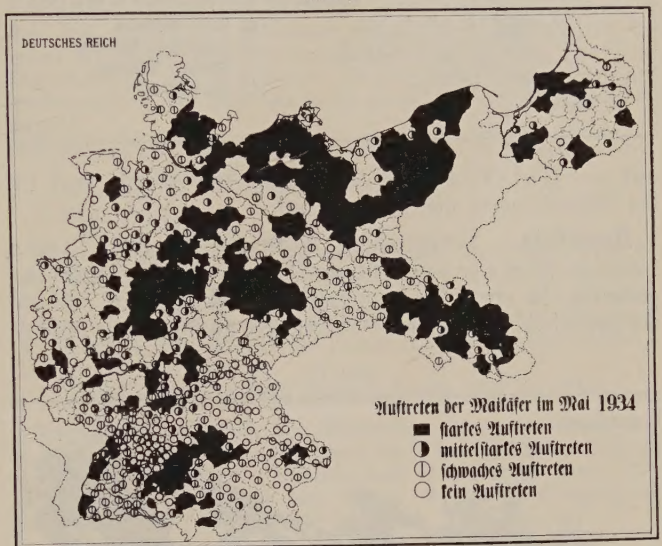 DEUTSCHES REICH
Auftreten der Maikäfer im Mai 1934
starkes Auftreten
mittelstarkes Auftreten
schwaches Auftreten
kein Auftreten